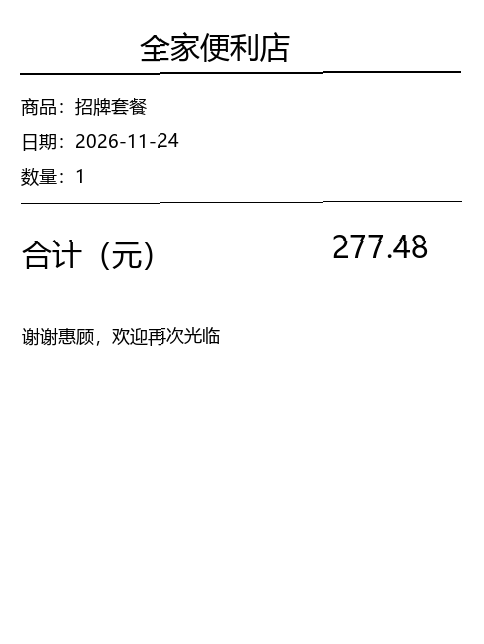 全家便利店
商品：招牌套餐
日期：2026-11-24
数量：1
合计（元） 277.48
谢谢惠顾，欢迎再次光临